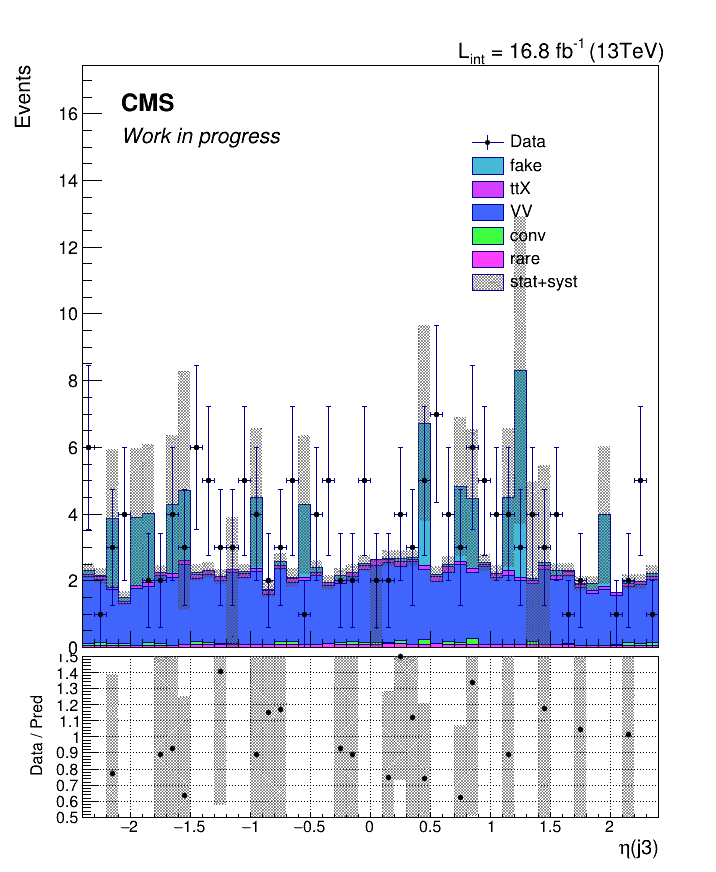 L_int = 16.8 fb^-1 (13TeV)
Events
CMS
Work in progress
Data
fake
ttX
VV
conv
rare
stat+syst
16
14
12
10
8
6
4
2
0
Data / Pred
1.5
1.4
1.3
1.2
1.1
1
0.9
0.8
0.7
0.6
0.5
−2 −1.5 −1 −0.5 0 0.5 1 1.5 2
η(j3)